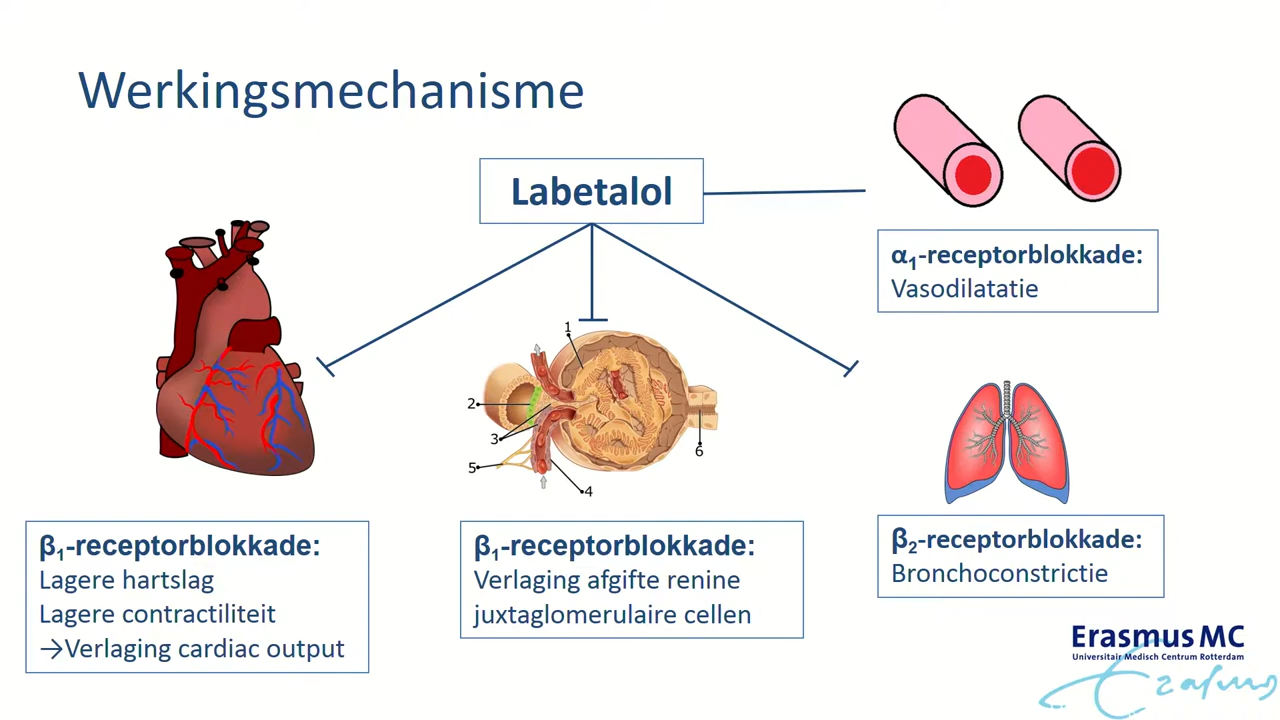 Werkingsmechanisme
Labetalol
α1-receptorblokkade:
Vasodilatatie
1
2
3
5
4
6
β1-receptorblokkade:
Lagere hartslag
Lagere contractiliteit
→Verlaging cardiac output
β1-receptorblokkade:
Verlaging afgifte renine
juxtaglomerulaire cellen
β2-receptorblokkade:
Bronchoconstrictie
Erasmus MC
Universitair Medisch Centrum Rotterdam
Erasmus